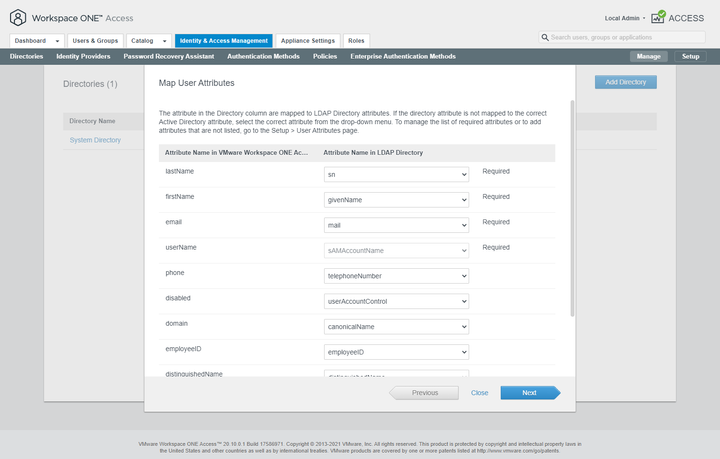 Workspace ONE™ Access
Local Admin
ACCESS
Dashboard
Users & Groups
Catalog
Identity & Access Management
Appliance Settings
Roles
Search users, groups or applications
Directories
Identity Providers
Password Recovery Assistant
Authentication Methods
Policies
Enterprise Authentication Methods
Manage
Setup
Directories (1)
Add Directory
Directory Name
System Directory
Map User Attributes
The attribute in the Directory column are mapped to LDAP Directory attributes. If the directory attribute is not mapped to the correct
Active Directory attribute, select the correct attribute from the drop-down menu. To manage the list of required attributes or to add
attributes that are not listed, go to the Setup > User Attributes page.
Attribute Name in VMware Workspace ONE Ac...
Attribute Name in LDAP Directory
lastName
sn
Required
firstName
givenName
Required
email
mail
Required
userName
sAMAccountName
Required
phone
telephoneNumber
disabled
userAccountControl
domain
canonicalName
employeeID
employeeID
distinguishedName
distinguishedName
Previous
Close
Next
VMware Workspace ONE Access™ 20.10.0.1 Build 17586971 Copyright © 2013-2021 VMware, Inc. All rights reserved. This product is protected by copyright and intellectual property laws in
the United States and other countries as well as by international treaties. VMware products are covered by one or more patents listed at http://www.vmware.com/go/patents.